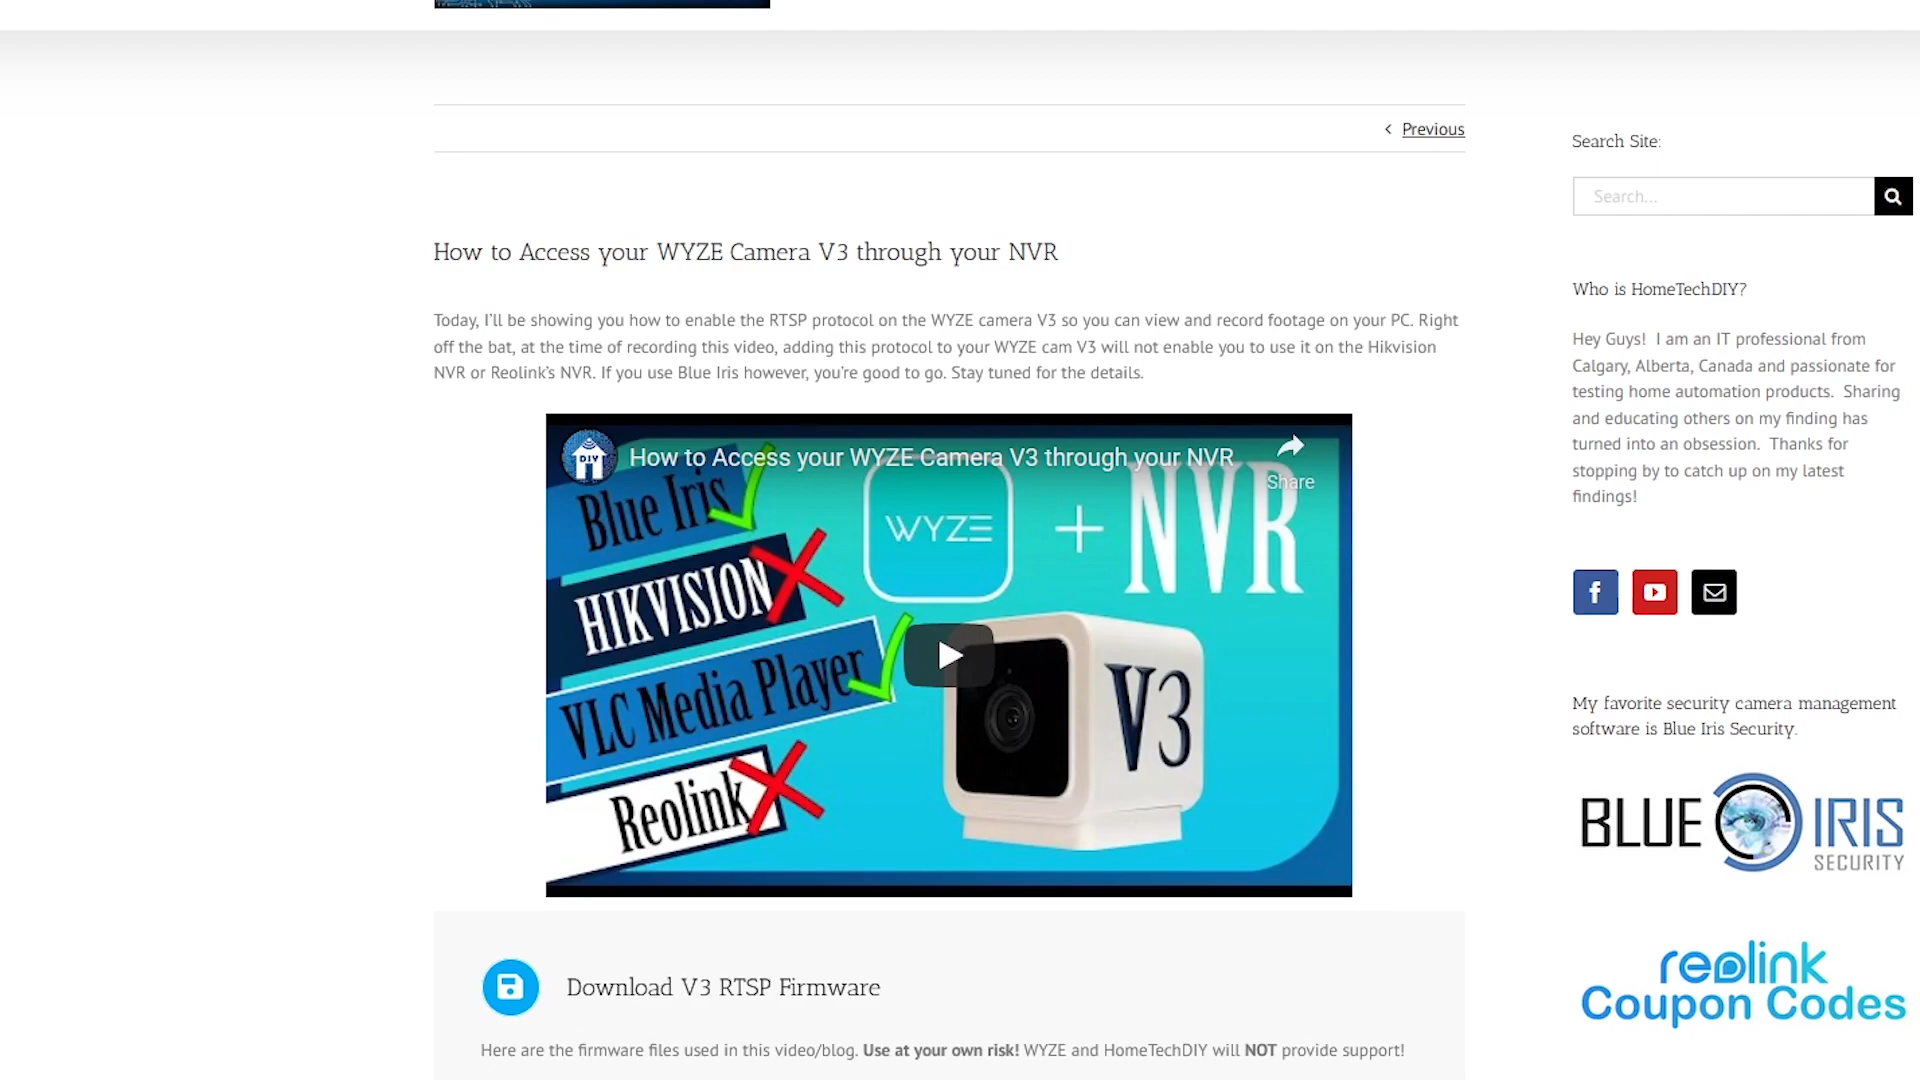 Previous
Search Site:
Search...
How to Access your WYZE Camera V3 through your NVR
Today, I'll be showing you how to enable the RTSP protocol on the WYZE camera V3 so you can view and record footage on your PC. Right
off the bat, at the time of recording this video, adding this protocol to your WYZE cam V3 will not enable you to use it on the Hikvision
NVR or Reolink's NVR. If you use Blue Iris however, you're good to go. Stay tuned for the details.
DIY
How to Access your WYZE Camera V3 through your NVR
Share
Blue Iris
HIKVISION
VLC Media Player
Reolink
WYZE
+ NVR
V3
Download V3 RTSP Firmware
Here are the firmware files used in this video/blog. Use at your own risk! WYZE and HomeTechDIY will NOT provide support!
Who is HomeTechDIY?
Hey Guys! I am an IT professional from
Calgary, Alberta, Canada and passionate for
testing home automation products. Sharing
and educating others on my finding has
turned into an obsession. Thanks for
stopping by to catch up on my latest
findings!
My favorite security camera management
software is Blue Iris Security.
BLUE IRIS
SECURITY
reolink
Coupon Codes